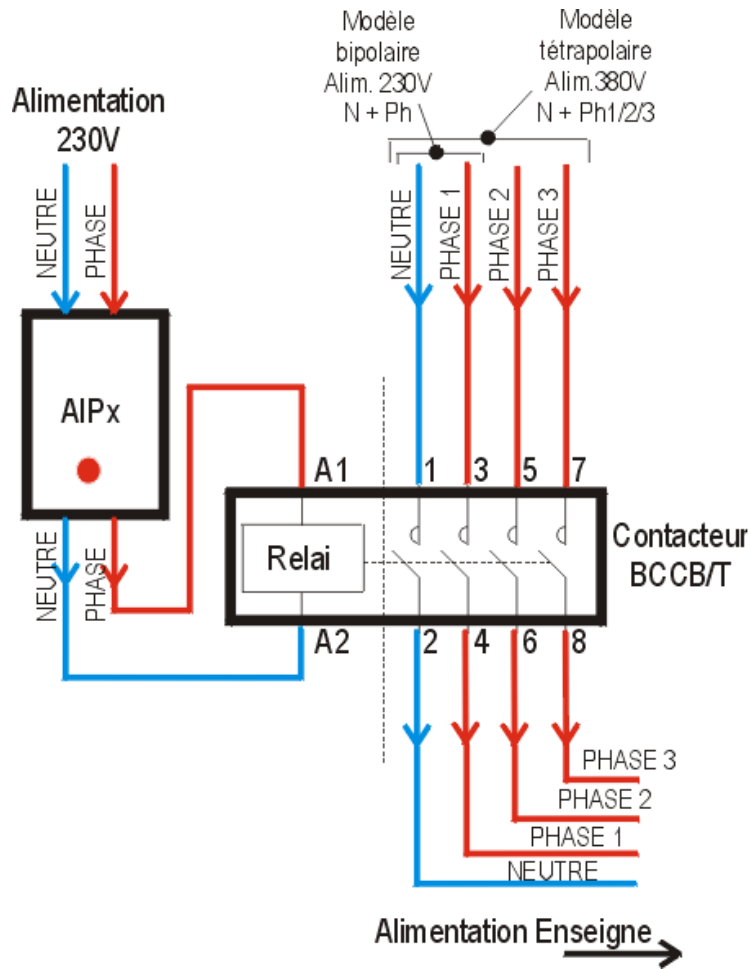 Modèle
bipolaire
Alim. 230V
N + Ph
Modèle
tétrapolaire
Alim.380V
N + Ph1/2/3
Alimentation
230V
NEUTRE
PHASE
NEUTRE
PHASE 1
PHASE 2
PHASE 3
AIPx
A1
1
3
5
7
Relai
Contacteur
BCCB/T
NEUTRE
PHASE
A2
2
4
6
8
PHASE 3
PHASE 2
PHASE 1
NEUTRE
Alimentation Enseigne